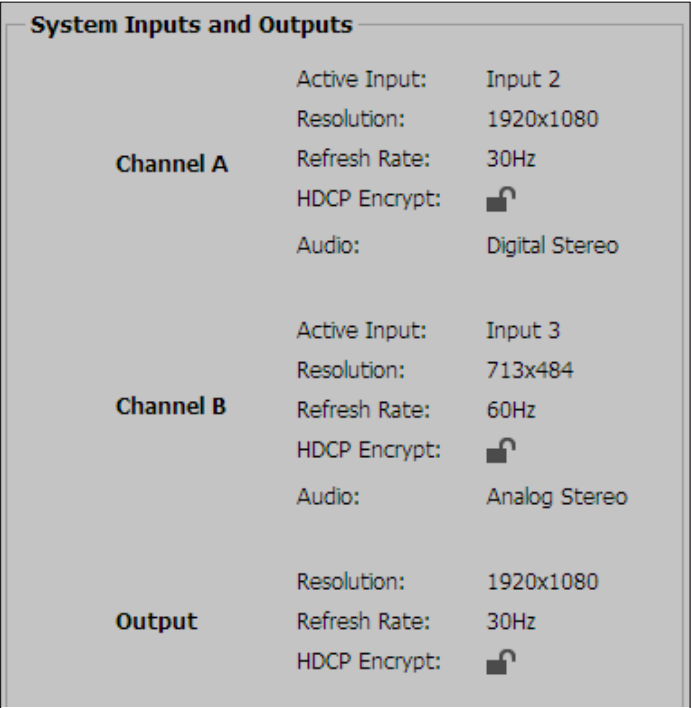 System Inputs and Outputs
Channel A
Active Input: Input 2
Resolution: 1920x1080
Refresh Rate: 30Hz
HDCP Encrypt:
Audio: Digital Stereo
Channel B
Active Input: Input 3
Resolution: 713x484
Refresh Rate: 60Hz
HDCP Encrypt:
Audio: Analog Stereo
Output
Resolution: 1920x1080
Refresh Rate: 30Hz
HDCP Encrypt: